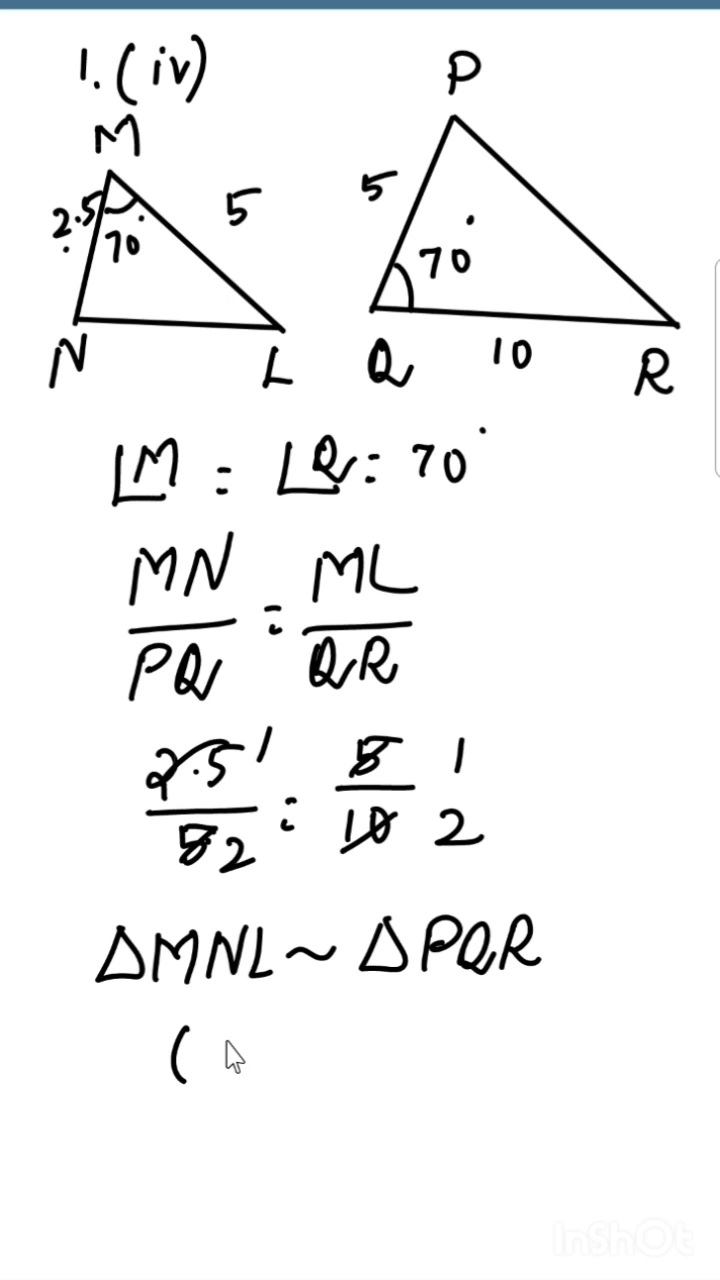 1. (iv)
M
P
2.5
5
70°
N
L
5
70°
Q
10
R
∠M = ∠Q = 70°
MN/PQ = ML/QR
2.5 1/5 2 = 5/10 1/2
ΔMNL ~ ΔPQR
(
InShOt